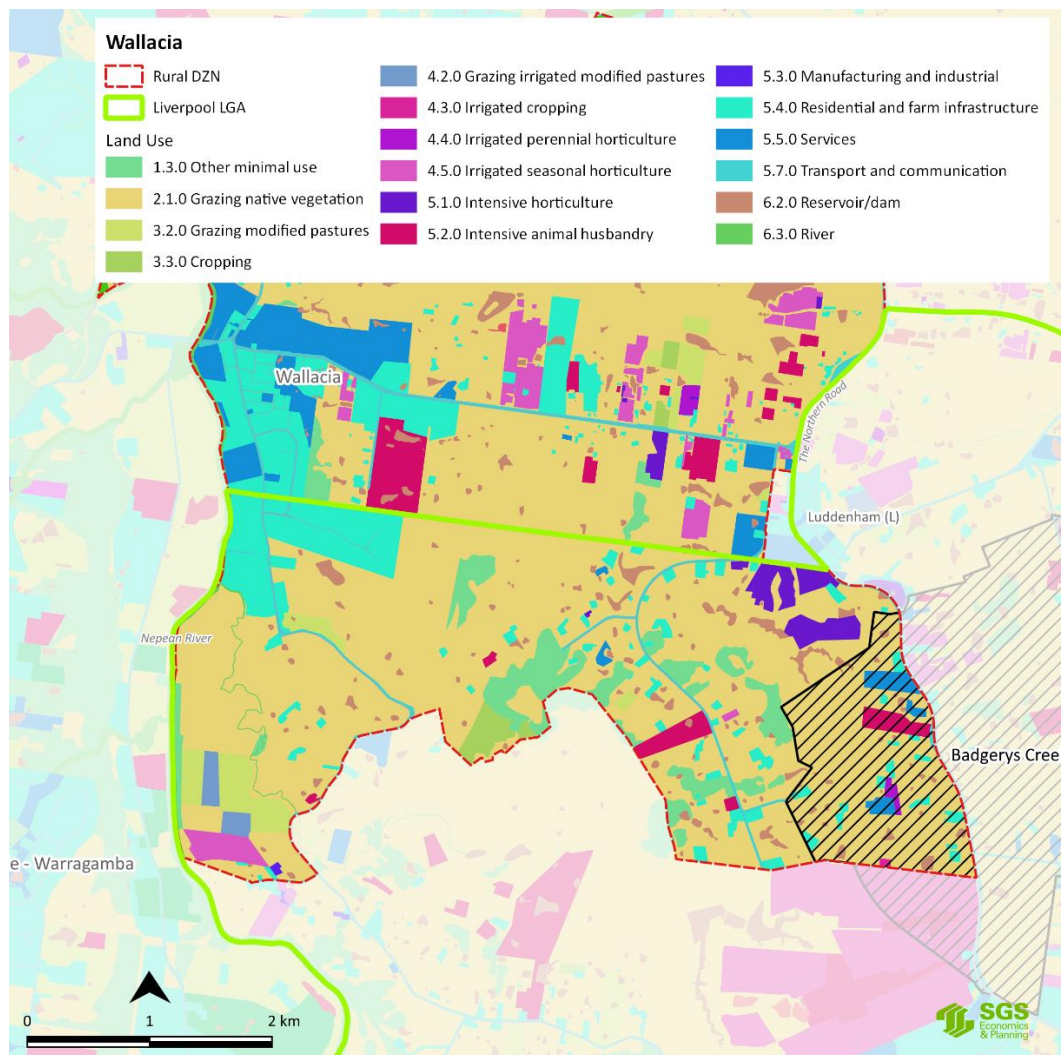 Wallacia
Rural DZN
Liverpool LGA
Land Use
1.3.0 Other minimal use
2.1.0 Grazing native vegetation
3.2.0 Grazing modified pastures
3.3.0 Cropping
4.2.0 Grazing irrigated modified pastures
4.3.0 Irrigated cropping
4.4.0 Irrigated perennial horticulture
4.5.0 Irrigated seasonal horticulture
5.1.0 Intensive horticulture
5.2.0 Intensive animal husbandry
5.3.0 Manufacturing and industrial
5.4.0 Residential and farm infrastructure
5.5.0 Services
5.7.0 Transport and communication
6.2.0 Reservoir/dam
6.3.0 River
Wallacia
The Northern Road
Luddenham (L)
Nepean River
Badgerys Cree
e - Warragamba
0 1 2 km
SGS
Economics
& Planning